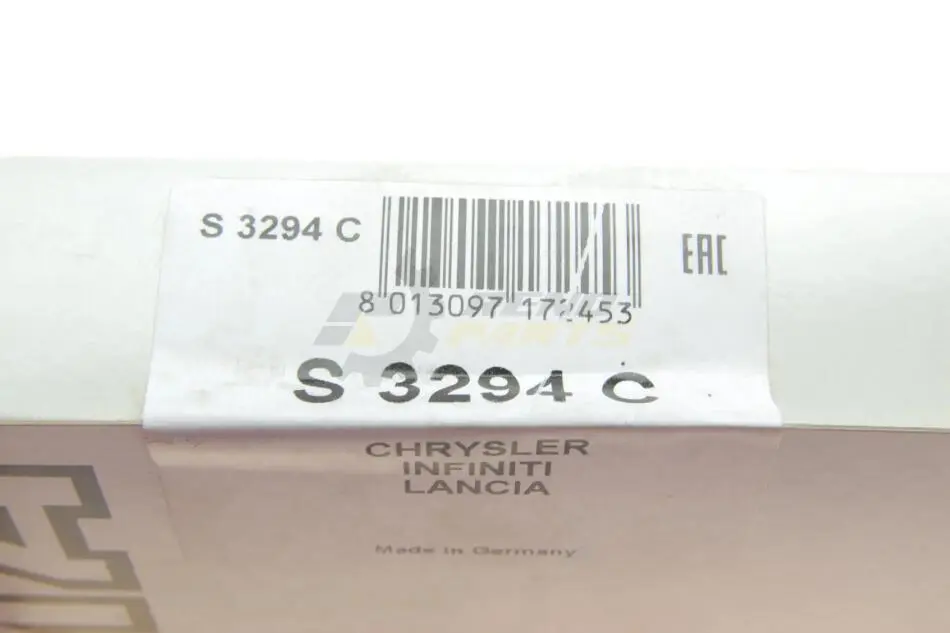 S 3294 C
EAC
8 013097 172453
S 3294 C
CHRYSLER
INFINITI
LANCIA
Made in Germany